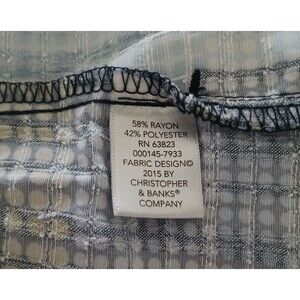 58% RAYON
42% POLYESTER
RN 63823
000145-7933
FABRIC DESIGN©
2015 BY
CHRISTOPHER
& BANKS®
COMPANY